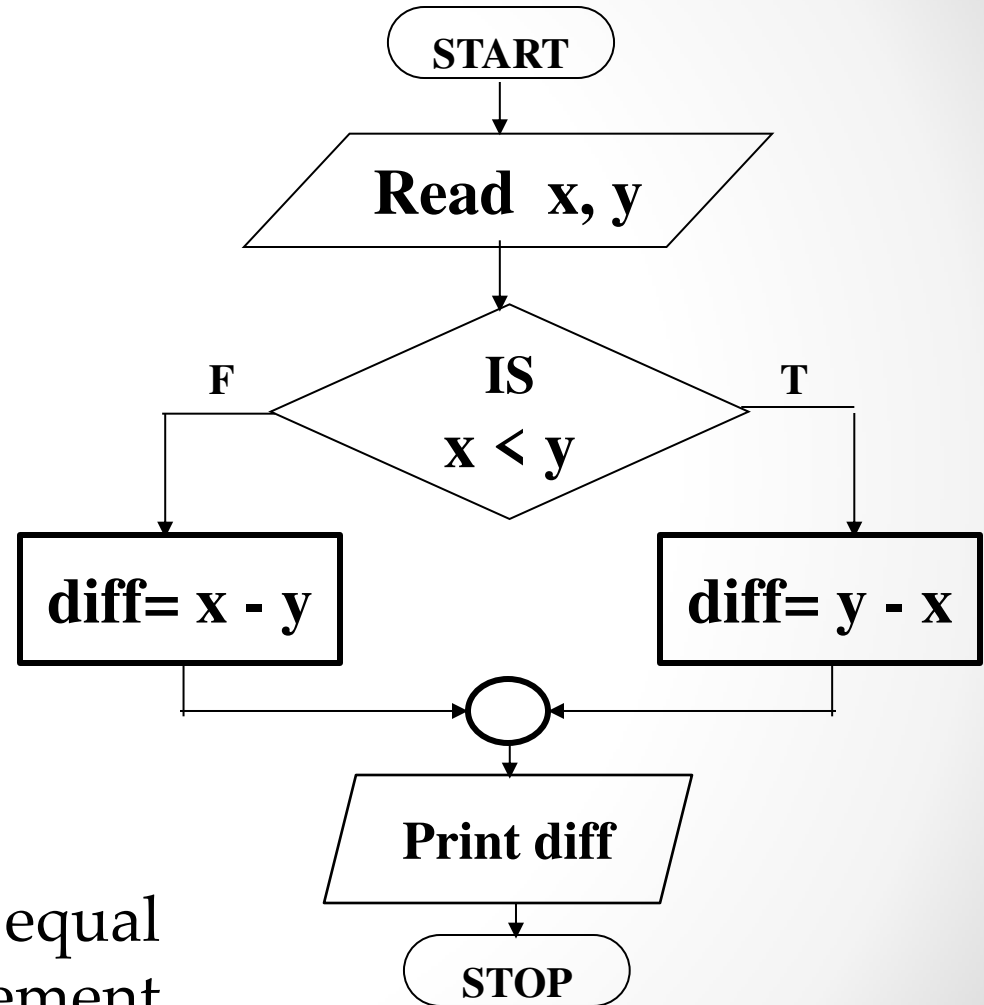 START
Read x, y
IS
x < y
F
T
diff= x - y
diff= y - x
Print diff
equal
STOP